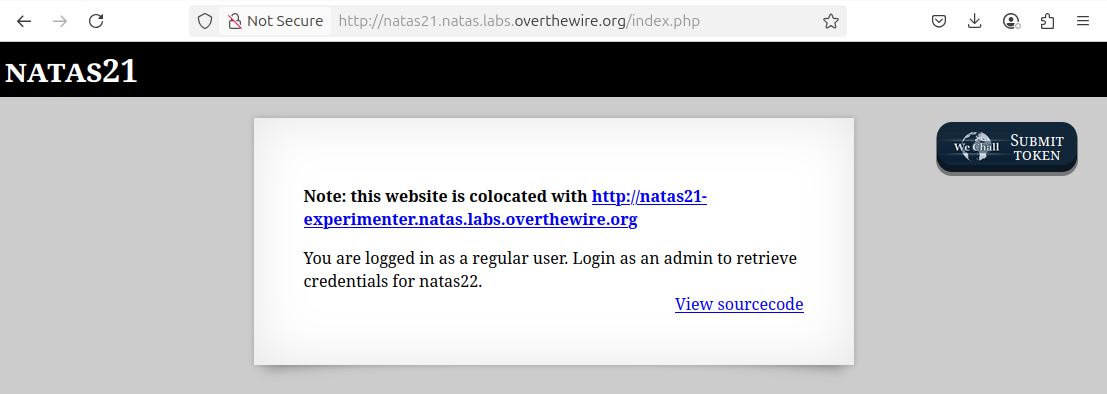 Not Secure http://natas21.natas.labs.overthewire.org/index.php
NATAS21
We Chall SUBMIT
TOKEN
Note: this website is colocated with http://natas21-
experimenter.natas.labs.overthewire.org
You are logged in as a regular user. Login as an admin to retrieve
credentials for natas22.
View sourcecode